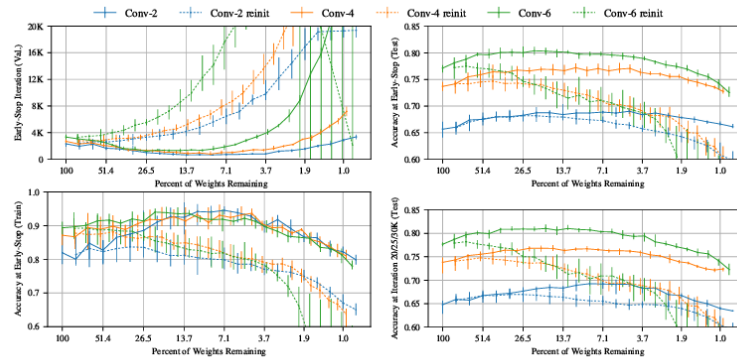 Conv-2 Conv-2 reinit Conv-4 Conv-4 reinit Conv-6 Conv-6 reinit
Early-Stop Iteration (Val.)
20K
16K
12K
8K
4K
0
100 51.4 26.5 13.7 7.1 3.7 1.9 1.0
Percent of Weights Remaining
Accuracy at Early-Stop (Test)
0.85
0.80
0.75
0.70
0.65
0.60
100 51.4 26.5 13.7 7.1 3.7 1.9 1.0
Percent of Weights Remaining
Accuracy at Early-Stop (Train)
1.0
0.9
0.8
0.7
0.6
100 51.4 26.5 13.7 7.1 3.7 1.9 1.0
Percent of Weights Remaining
Accuracy at Iteration 20/25/30K (Test)
0.85
0.80
0.75
0.70
0.65
0.60
100 51.4 26.5 13.7 7.1 3.7 1.9 1.0
Percent of Weights Remaining